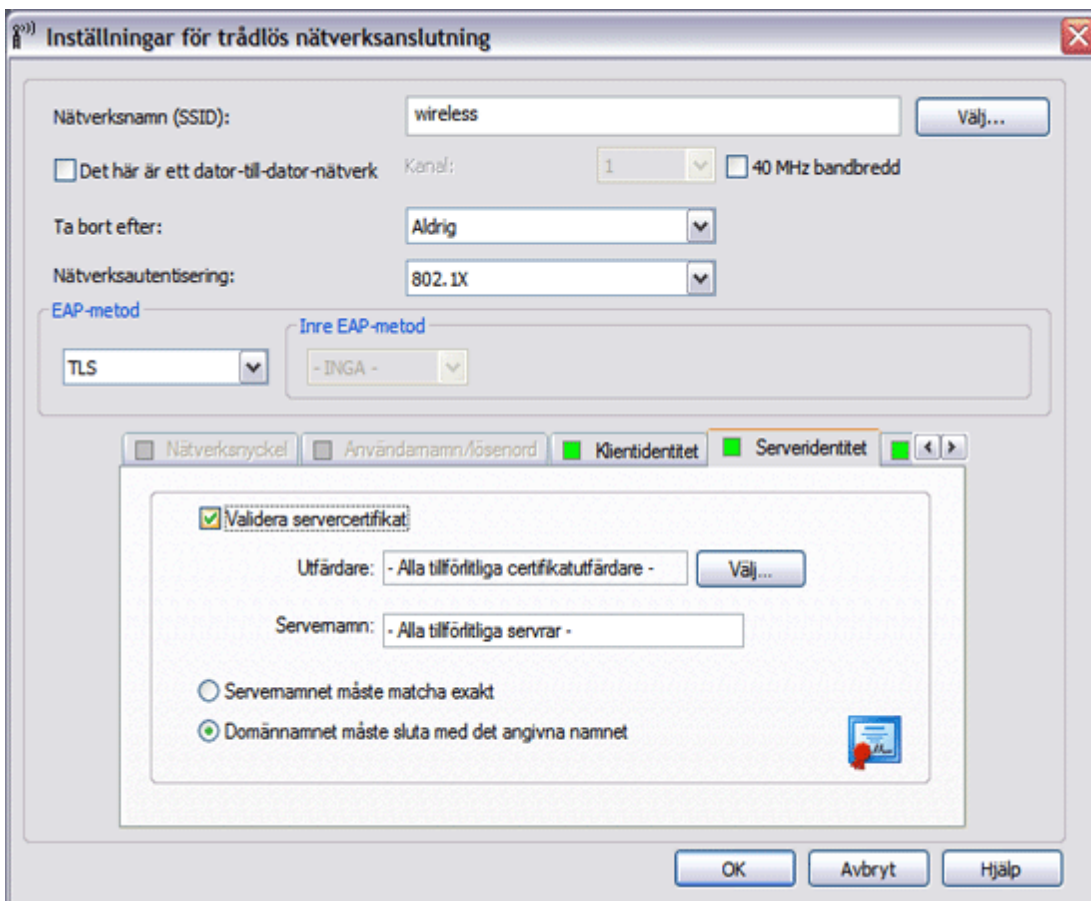 Inställningar för trådlös nätverksanslutning
Nätverksnamn (SSID): wireless Välj...
Det här är ett dator-till-dator-nätverk Kanal: 1 40 MHz bandbredd
Ta bort efter: Aldrig
Nätverksautentisering: 802.1X
EAP-metod
Inre EAP-metod
TLS - INGA -
Nätverksnyckel Användarnamn/lösenord Klientidentitet Serveridentitet
Validera servercertifikat
Utfärdare: - Alla tillförlitliga certifikatutfärdare - Välj...
Servernamn: - Alla tillförlitliga servrar -
Servernamnet måste matcha exakt
Domännamnet måste sluta med det angivna namnet
OK Avbryt Hjälp